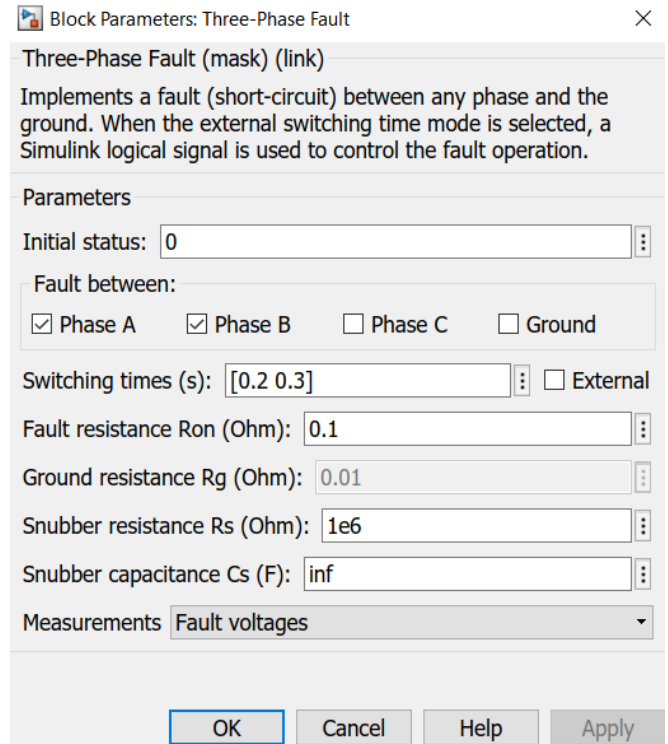 Block Parameters: Three-Phase Fault
Three-Phase Fault (mask) (link)
Implements a fault (short-circuit) between any phase and the
ground. When the external switching time mode is selected, a
Simulink logical signal is used to control the fault operation.
Parameters
Initial status: 0
Fault between:
Phase A Phase B Phase C Ground
Switching times (s): [0.2 0.3] External
Fault resistance Ron (Ohm): 0.1
Ground resistance Rg (Ohm): 0.01
Snubber resistance Rs (Ohm): 1e6
Snubber capacitance Cs (F): inf
Measurements Fault voltages
OK Cancel Help Apply